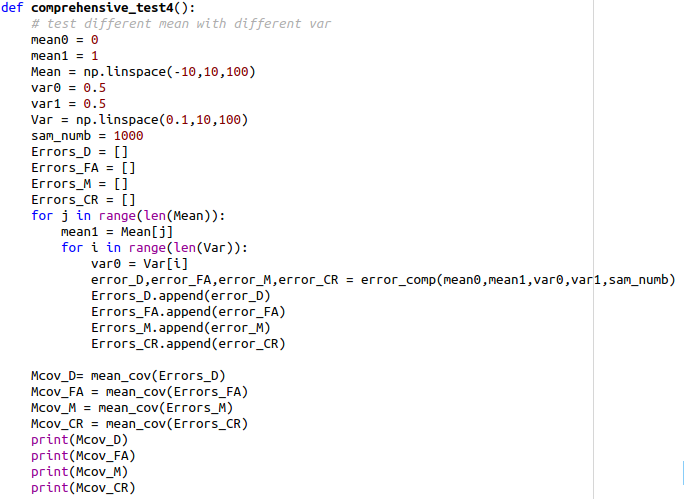 def comprehensive_test4():
    # test different mean with different var
    mean0 = 0
    mean1 = 1
    Mean = np.linspace(-10,10,100)
    var0 = 0.5
    var1 = 0.5
    Var = np.linspace(0.1,10,100)
    sam_numb = 1000
    Errors_D = []
    Errors_FA = []
    Errors_M = []
    Errors_CR = []
    for j in range(len(Mean)):
        mean1 = Mean[j]
        for i in range(len(Var)):
            var0 = Var[i]
            error_D,error_FA,error_M,error_CR = error_comp(mean0,mean1,var0,var1,sam_numb)
            Errors_D.append(error_D)
            Errors_FA.append(error_FA)
            Errors_M.append(error_M)
            Errors_CR.append(error_CR)

    Mcov_D= mean_cov(Errors_D)
    Mcov_FA = mean_cov(Errors_FA)
    Mcov_M = mean_cov(Errors_M)
    Mcov_CR = mean_cov(Errors_CR)
    print(Mcov_D)
    print(Mcov_FA)
    print(Mcov_M)
    print(Mcov_CR)